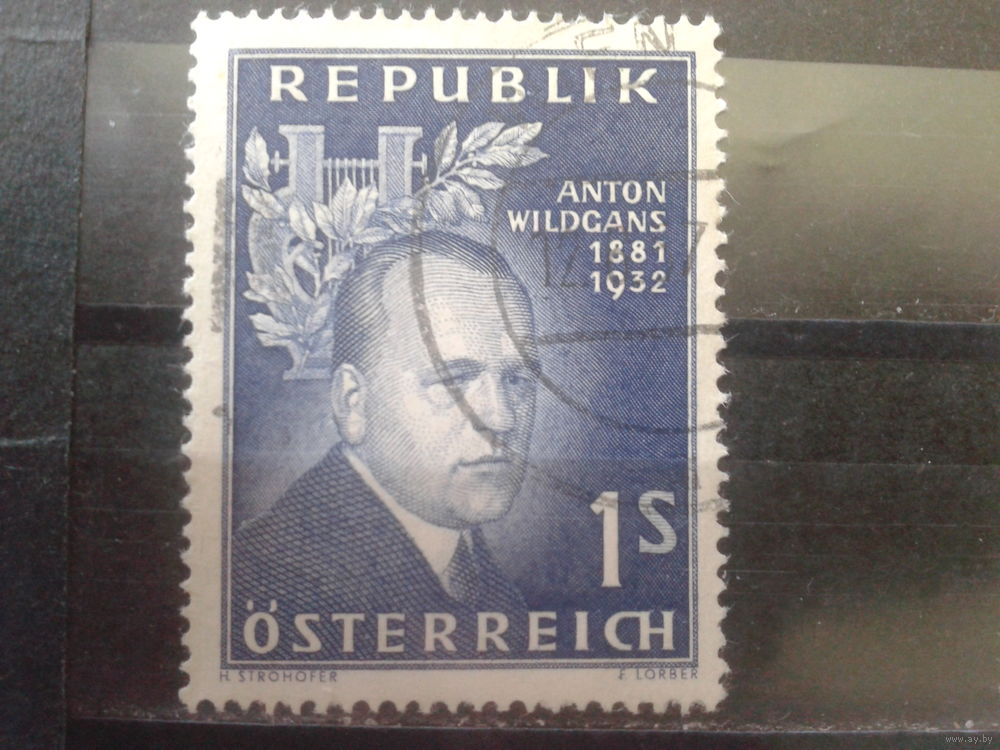 REPUBLIK
ANTON
WILDGANS
1881
1932
1S
ÖSTERREICH
H. STROHOFER
F. LORBER
www.ay.by